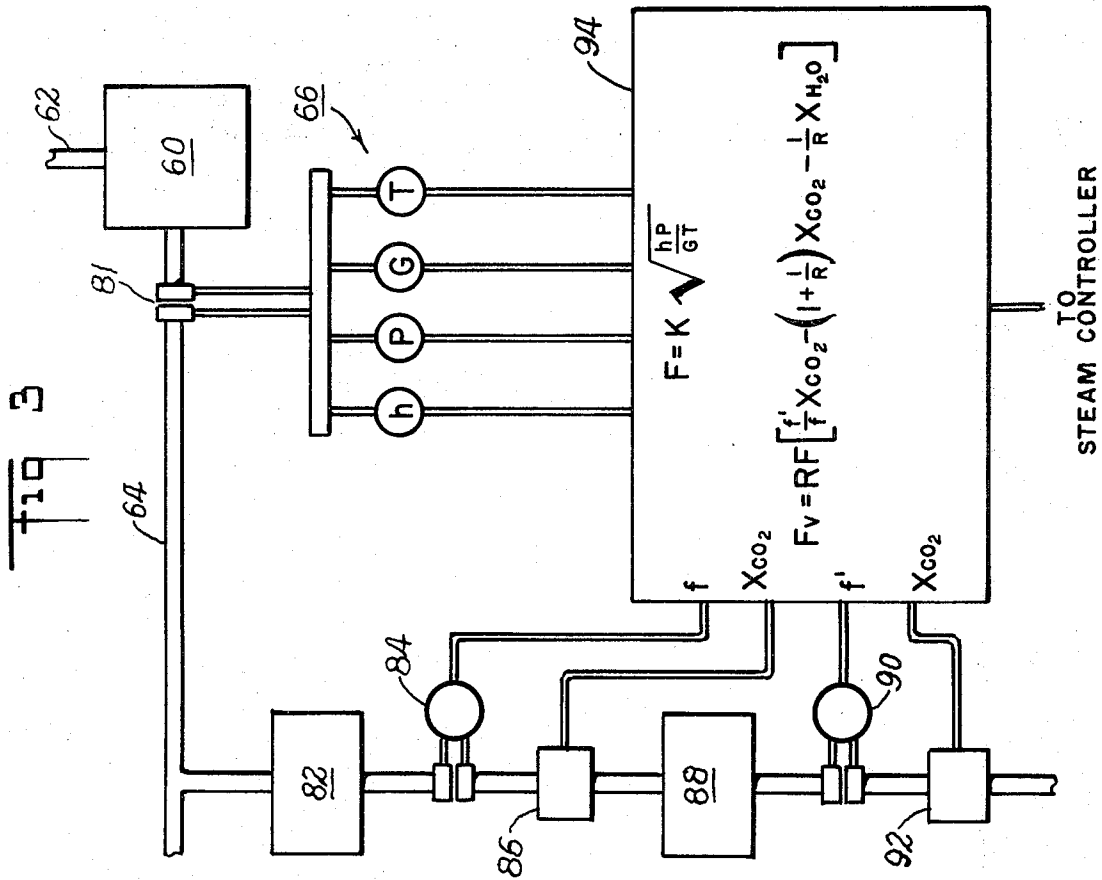 Fig 3
62
60
81
64
66
h
P
G
T
94
F = K √hP/GT
Fv = RF[f'/f Xco₂ - (1 + 1/R) Xco₂ - 1/R XH₂O]
f
Xco₂
f'
Xco₂
82
84
86
88
90
92
TO
STEAM CONTROLLER